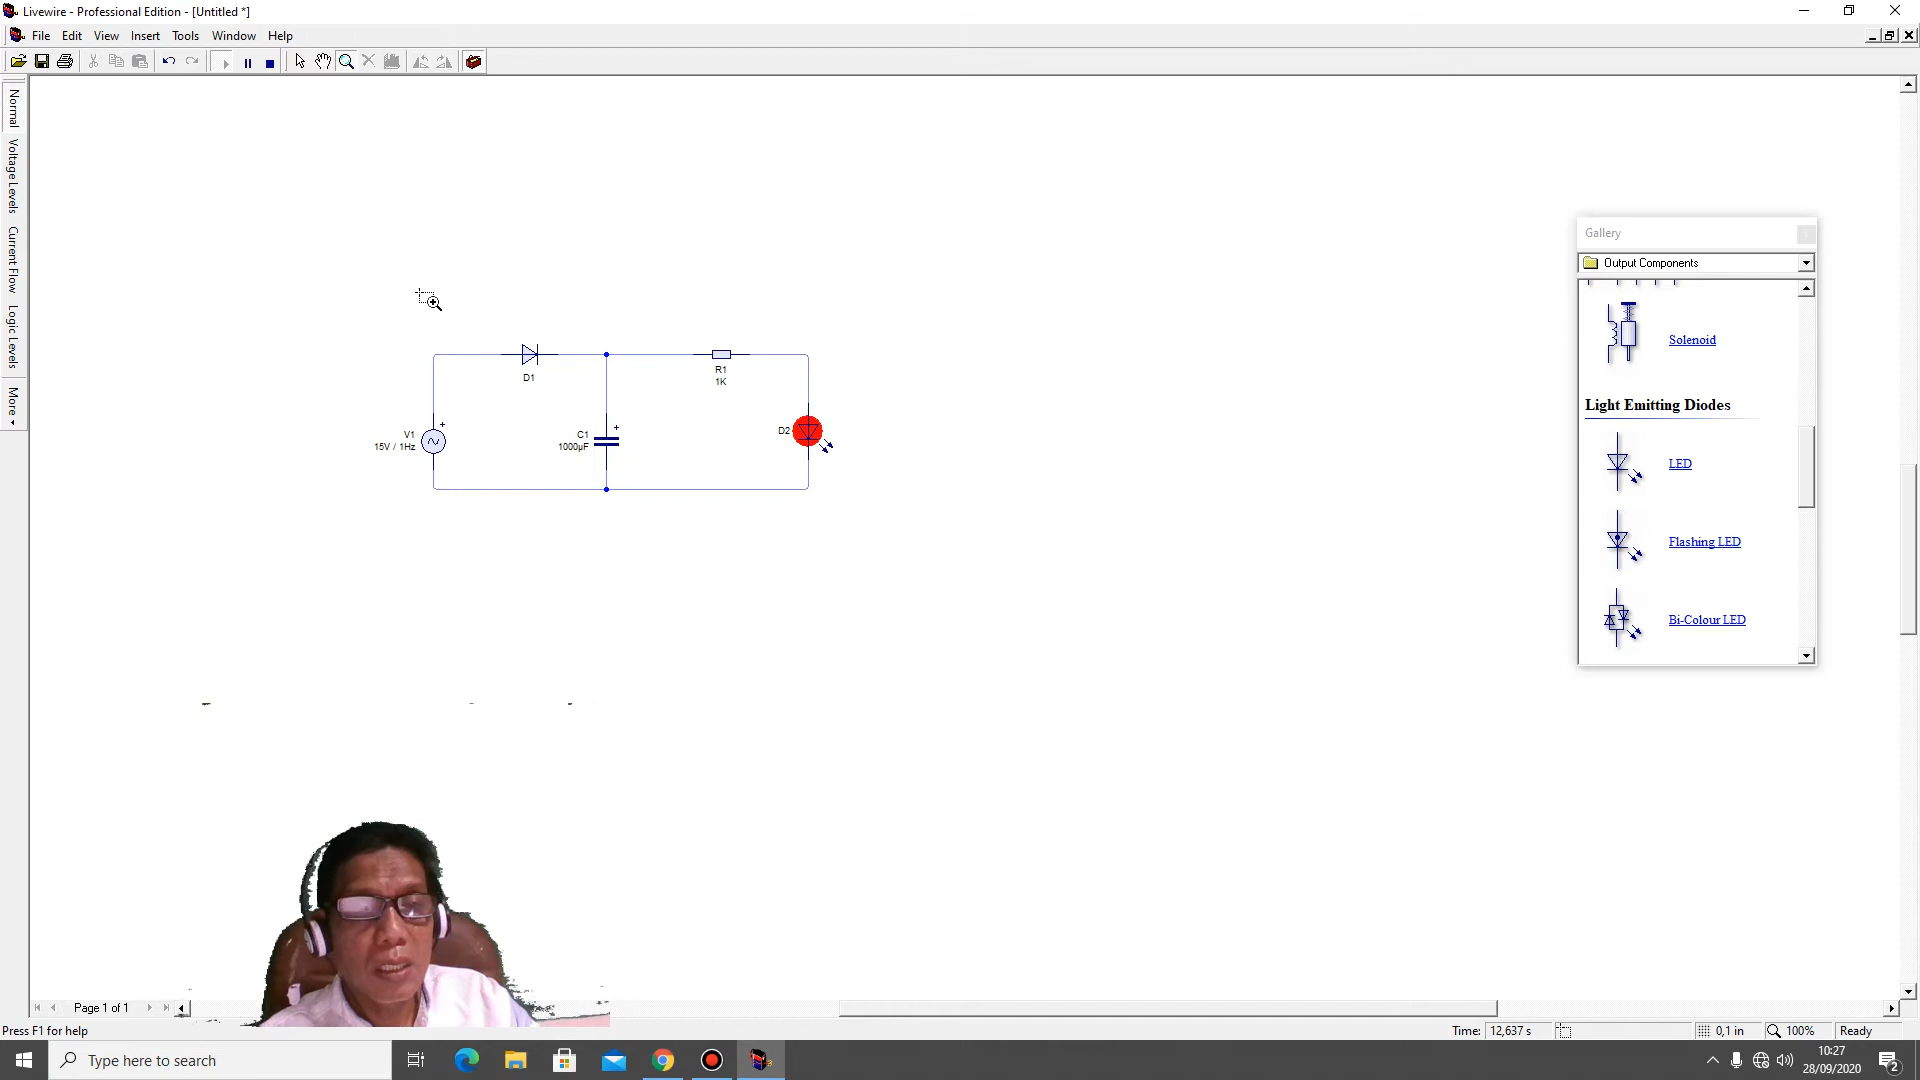 Livewire - Professional Edition - [Untitled *]
File Edit View Insert Tools Window Help
Normal
Voltage Levels
Current Flow
Logic Levels
More
Gallery
Output Components
Solenoid
Light Emitting Diodes
LED
Flashing LED
Bi-Colour LED
D1
R1
1K
V1
15V / 1Hz
+
C1
1000µF
+
D2
Page 1 of 1
Press F1 for help
Time: 12,637 s
0,1 in
100%
Ready
Type here to search
10:27
28/09/2020
2